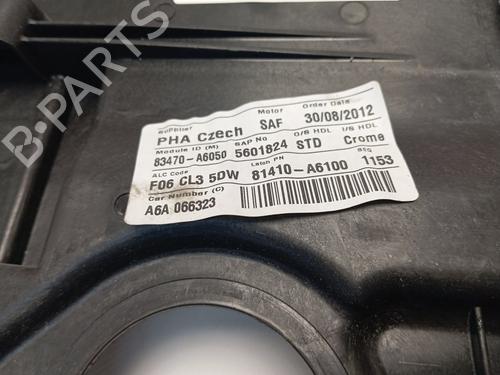 B
B-PARTS
Supplier Motor Order Date
PHA Czech SAF 30/08/2012
Module ID (M) SAP No O/S HDL I/S HDL
83470-A6050 5601824 STD Crome
ALC Code Latch PN Stg
F06 CL3 5DW 81410-A6100 1153
Car Number (C)
A6A 066323